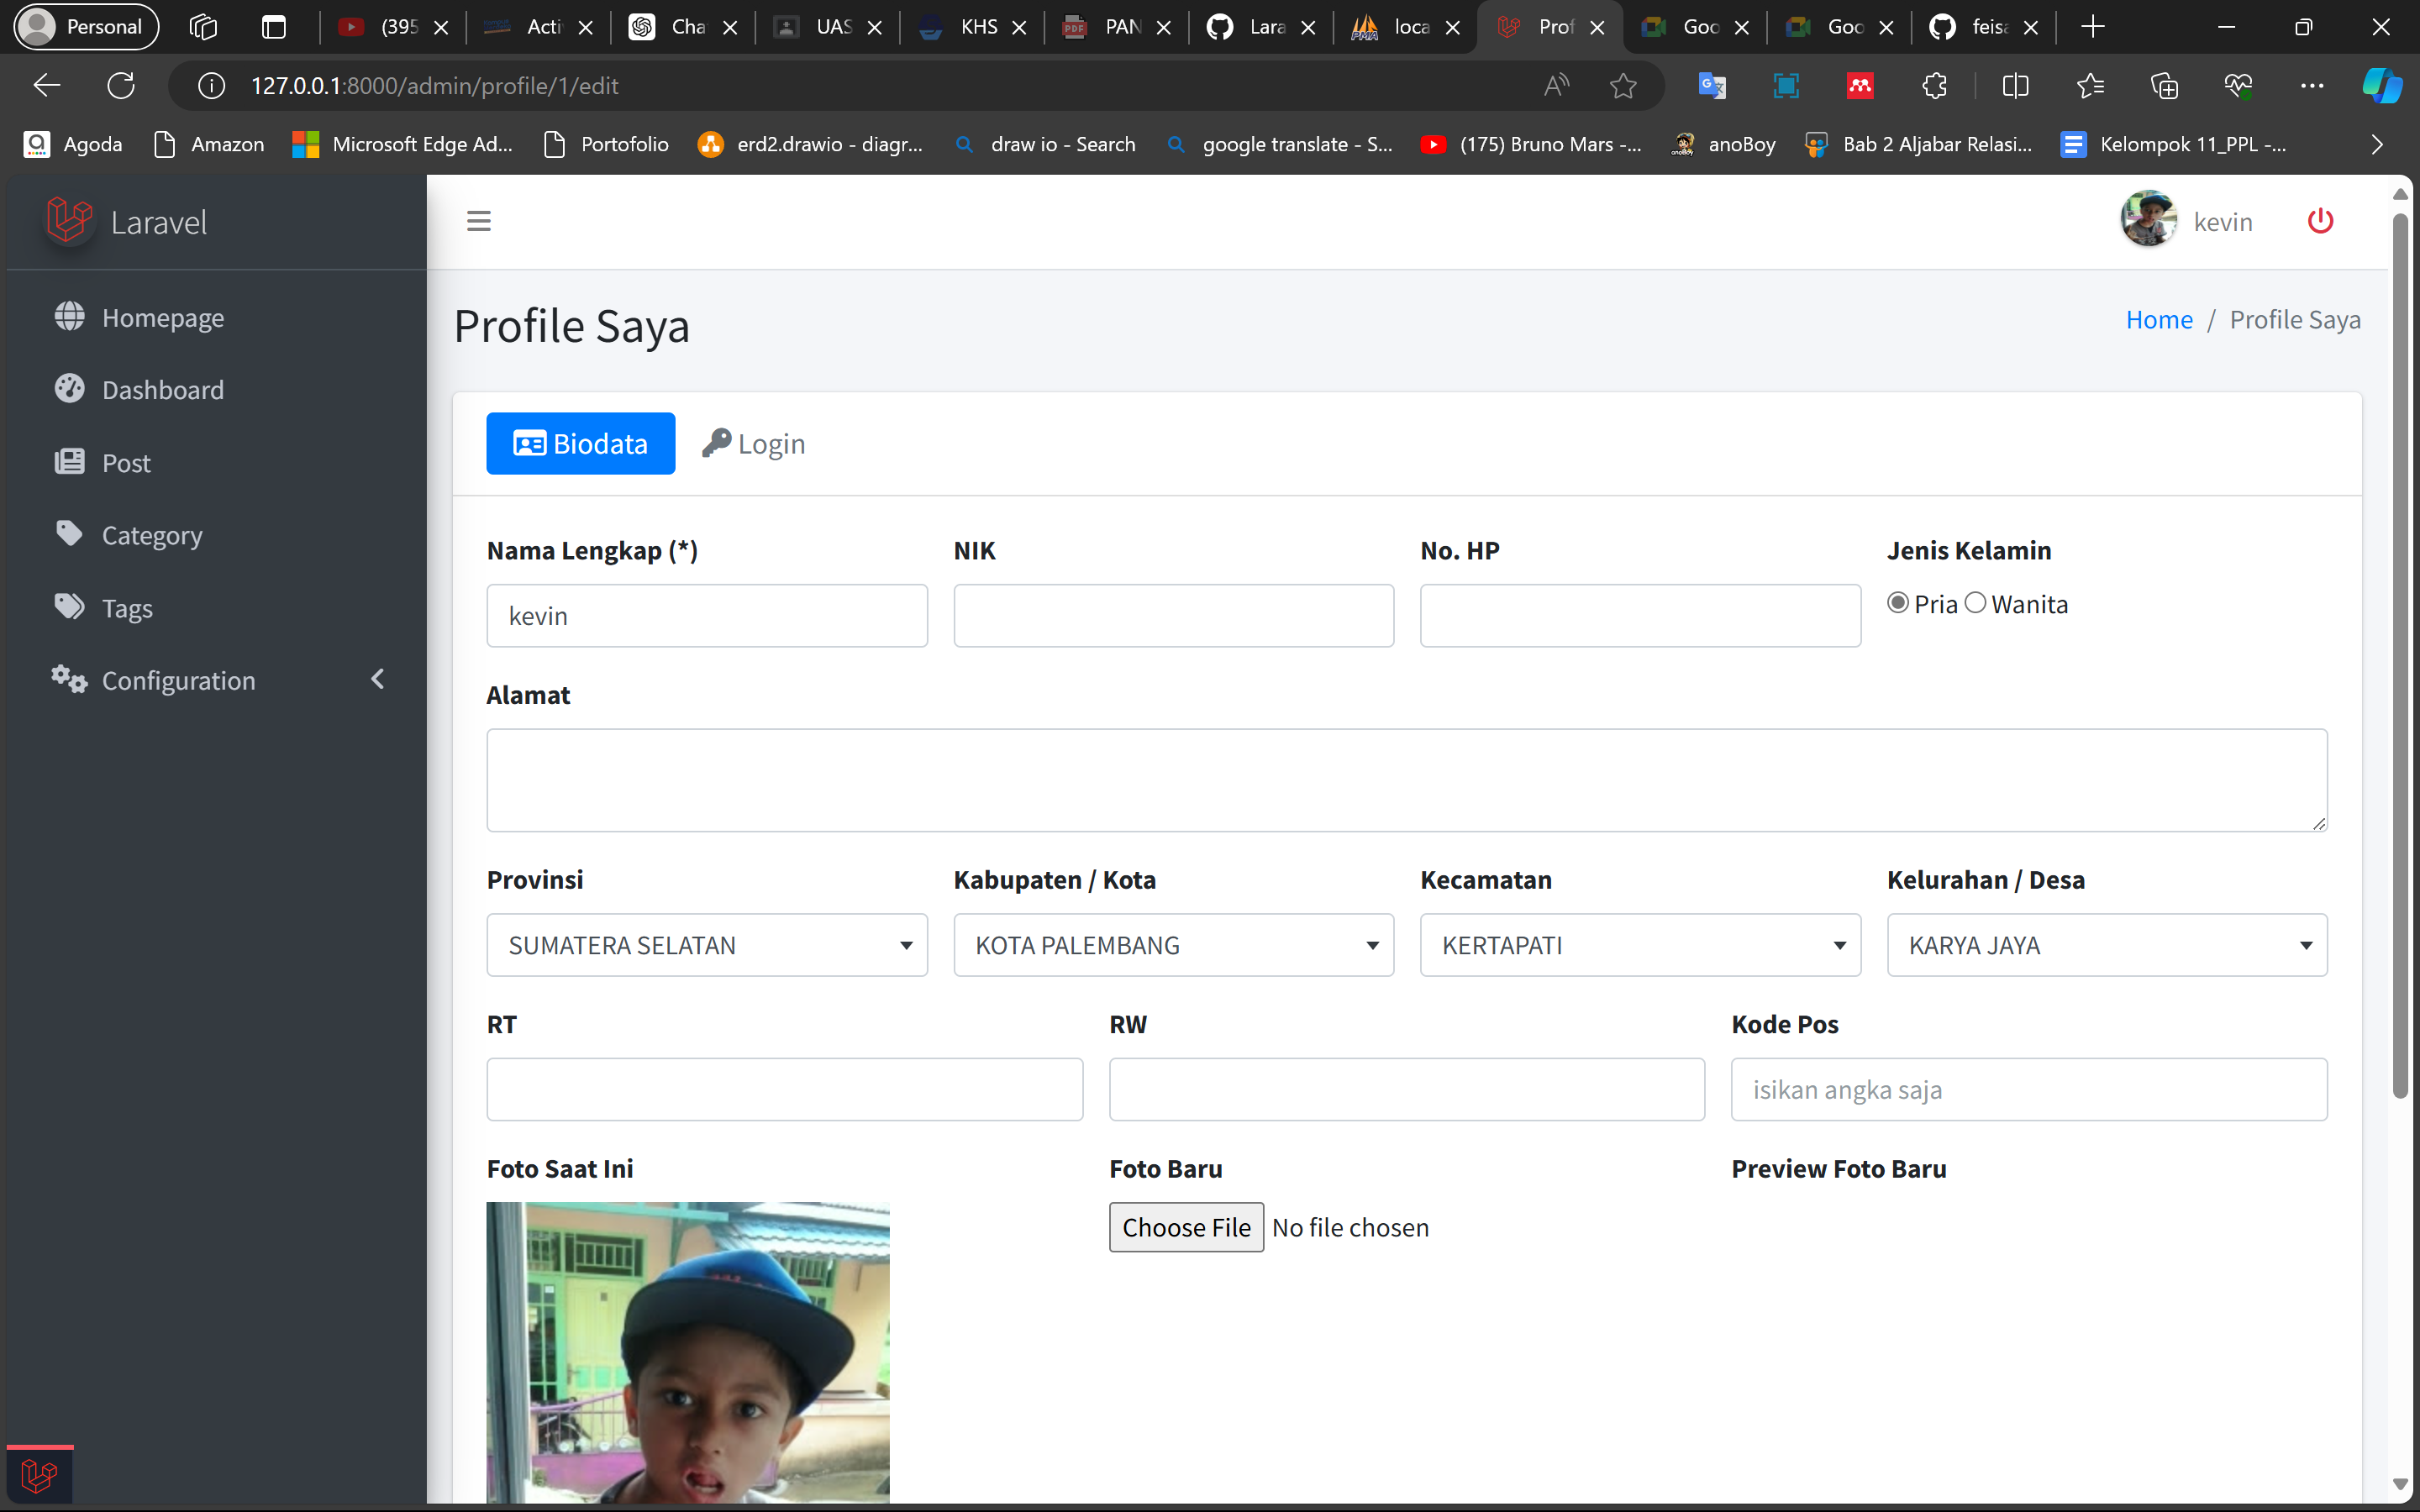 Personal
(395
Acti
Cha
UAS
KHS
PAN
Lara
loca
Prof
Goo
Goo
feisa
127.0.0.1:8000/admin/profile/1/edit
Agoda
Amazon
Microsoft Edge Ad...
Portofolio
erd2.drawio - diagr...
draw io - Search
google translate - S...
(175) Bruno Mars -...
anoBoy
Bab 2 Aljabar Relasi...
Kelompok 11_PPL -...
Laravel
kevin
Homepage
Dashboard
Post
Category
Tags
Configuration
Profile Saya
Home / Profile Saya
Biodata
Login
Nama Lengkap (*)
NIK
No. HP
Jenis Kelamin
kevin
Pria
Wanita
Alamat
Provinsi
Kabupaten / Kota
Kecamatan
Kelurahan / Desa
SUMATERA SELATAN
KOTA PALEMBANG
KERTAPATI
KARYA JAYA
RT
RW
Kode Pos
isikan angka saja
Foto Saat Ini
Foto Baru
Preview Foto Baru
Choose File
No file chosen